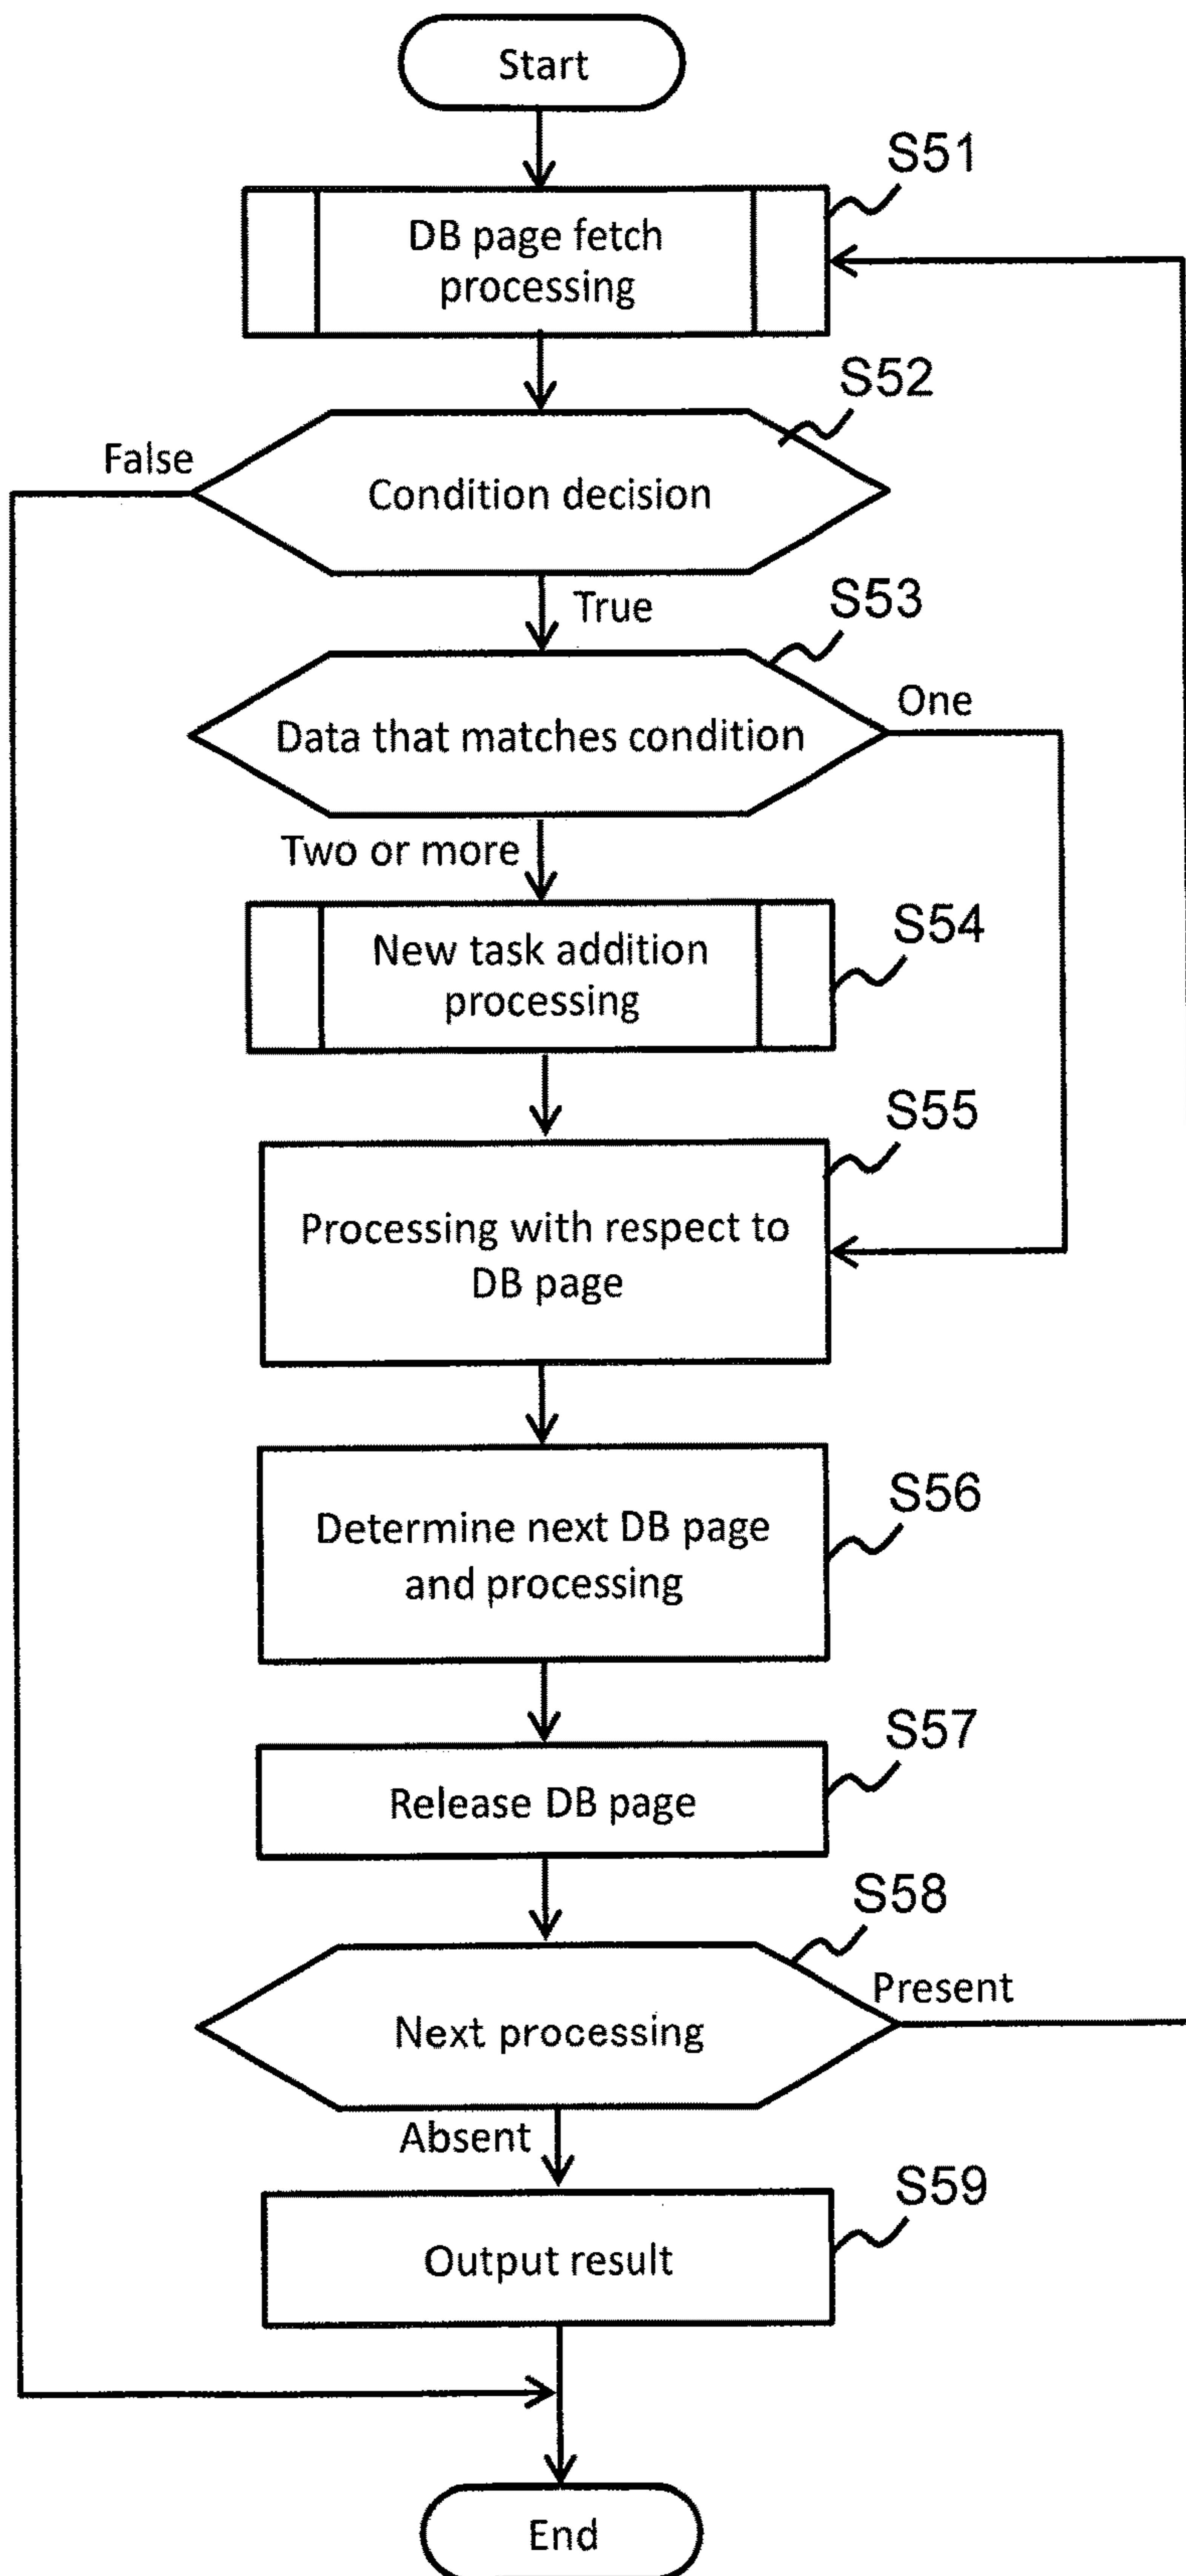 Start
S51
DB page fetch
processing
S52
False
Condition decision
True
S53
One
Data that matches condition
Two or more
S54
New task addition
processing
S55
Processing with respect to
DB page
S56
Determine next DB page
and processing
S57
Release DB page
S58
Present
Next processing
Absent
S59
Output result
End